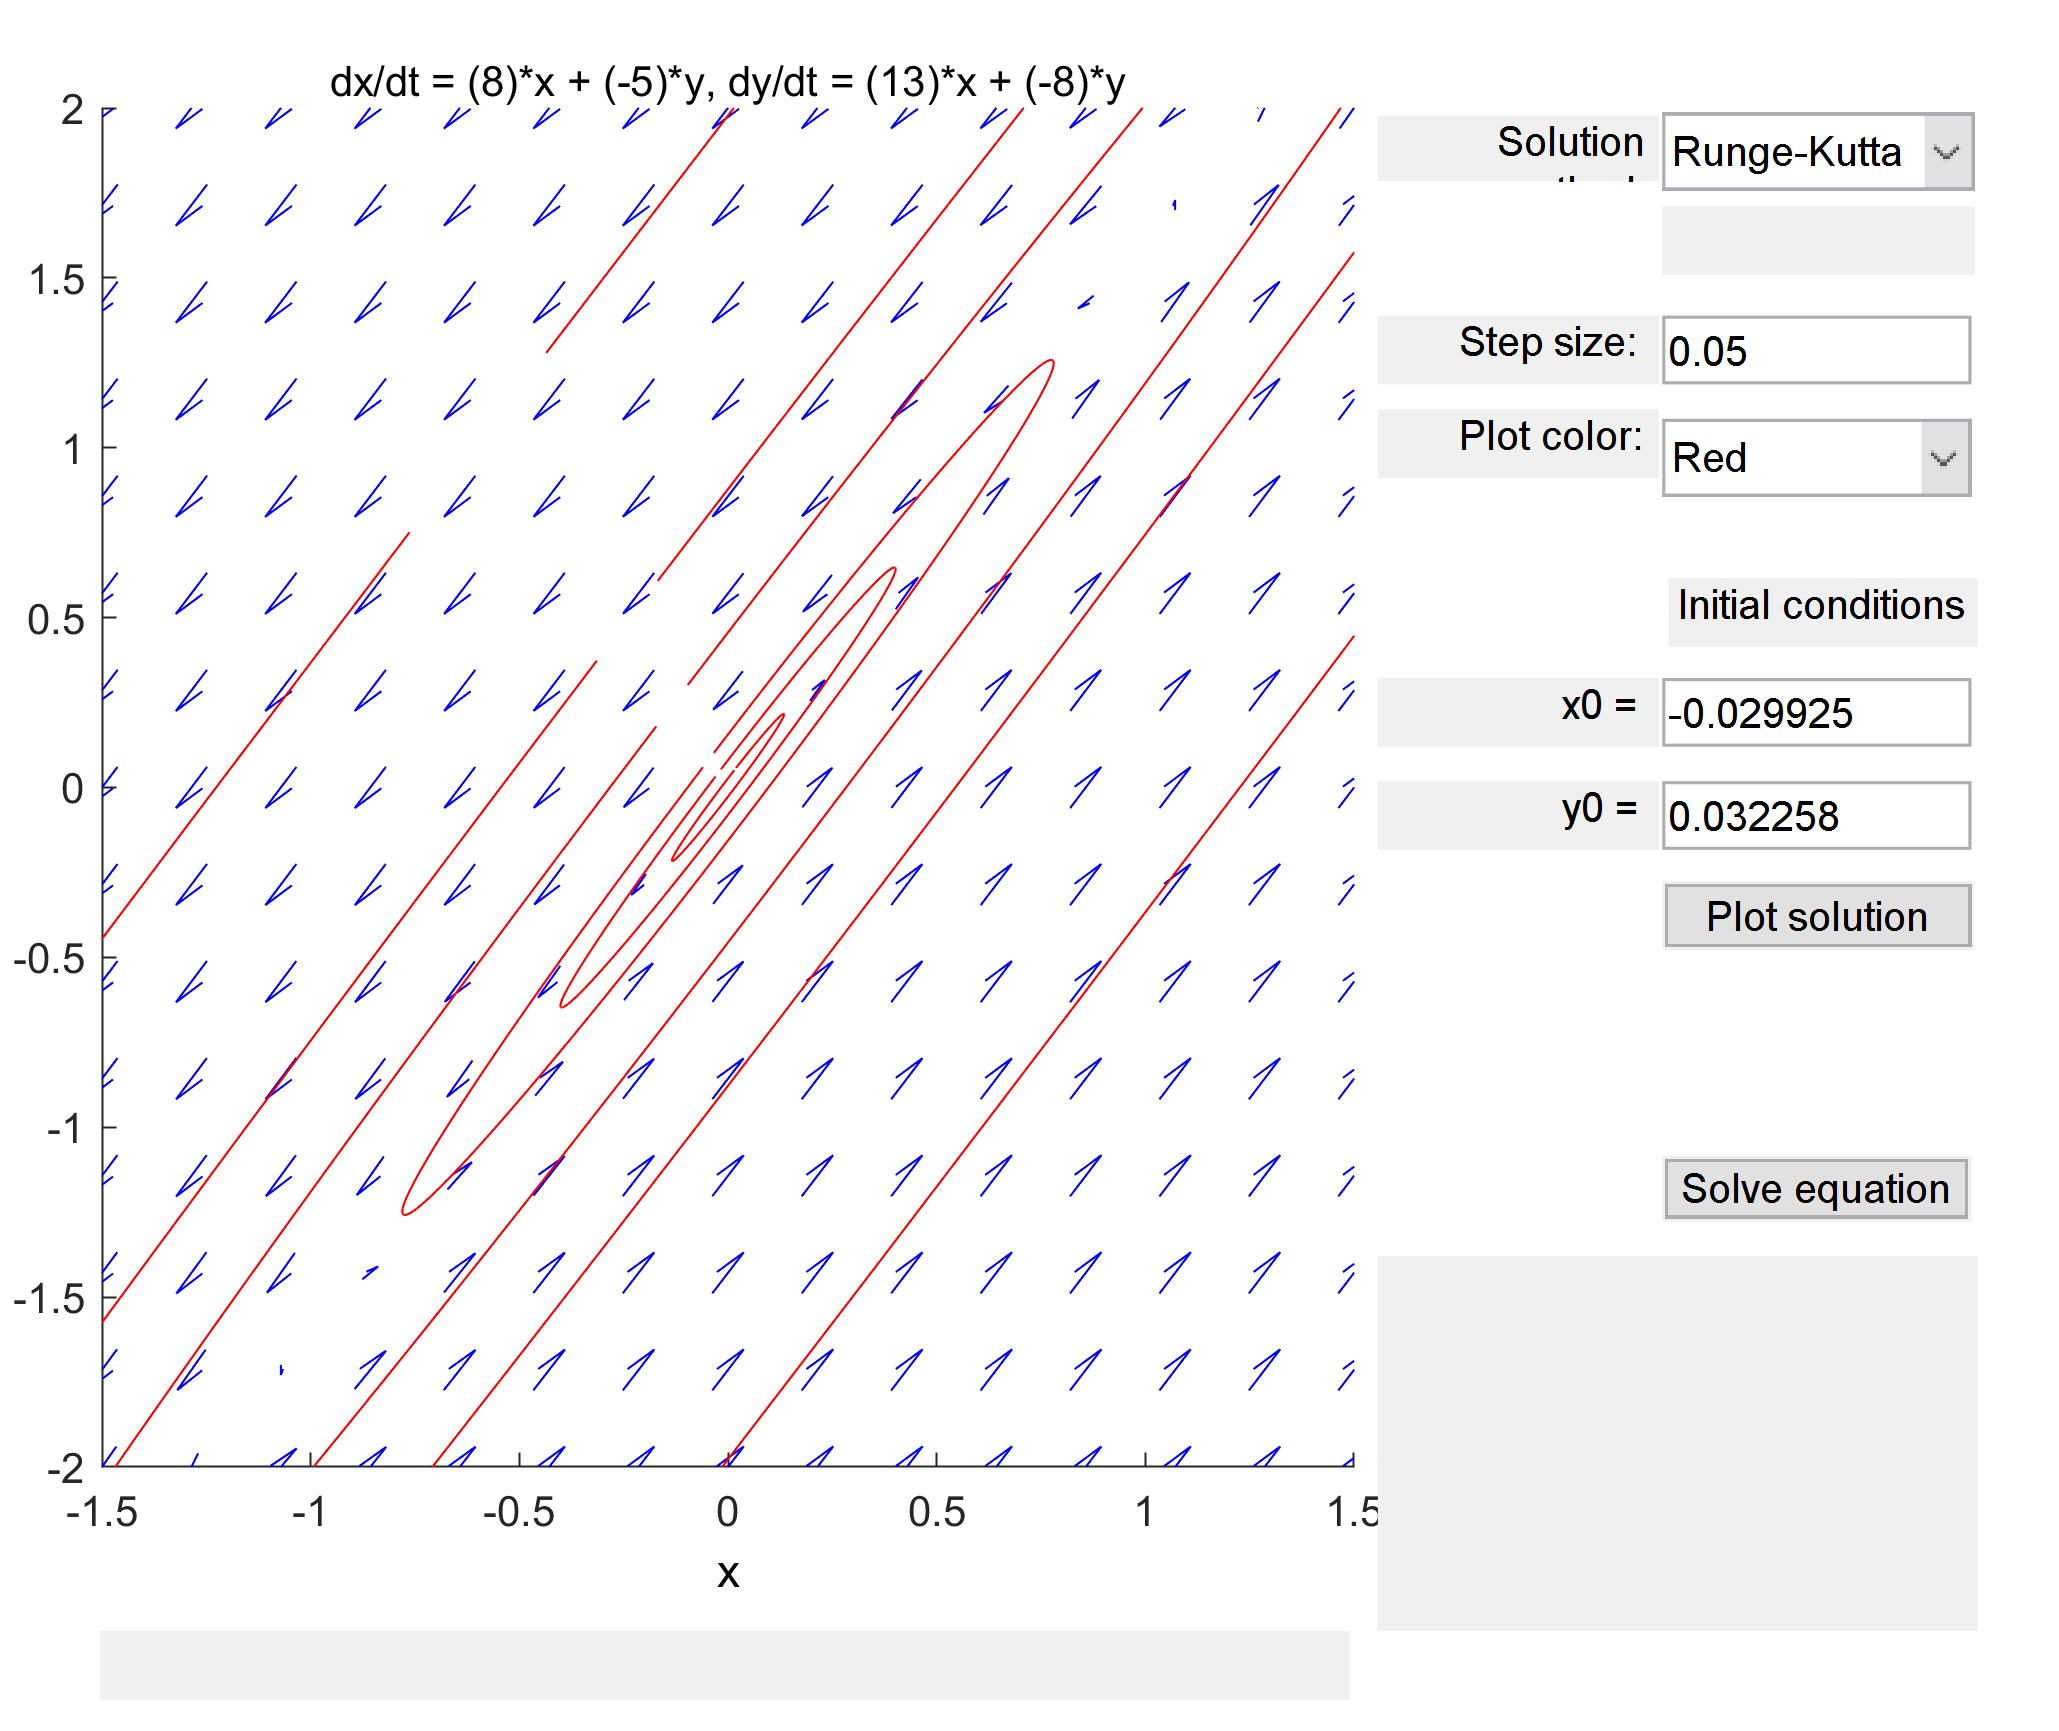 dx/dt = (8)*x + (-5)*y, dy/dt = (13)*x + (-8)*y
2
1.5
1
0.5
0
-0.5
-1
-1.5
-2
-1.5
-1
-0.5
0
0.5
1
1.5
x
Solution
Runge-Kutta
Step size:
0.05
Plot color:
Red
Initial conditions
x0 =
-0.029925
y0 =
0.032258
Plot solution
Solve equation